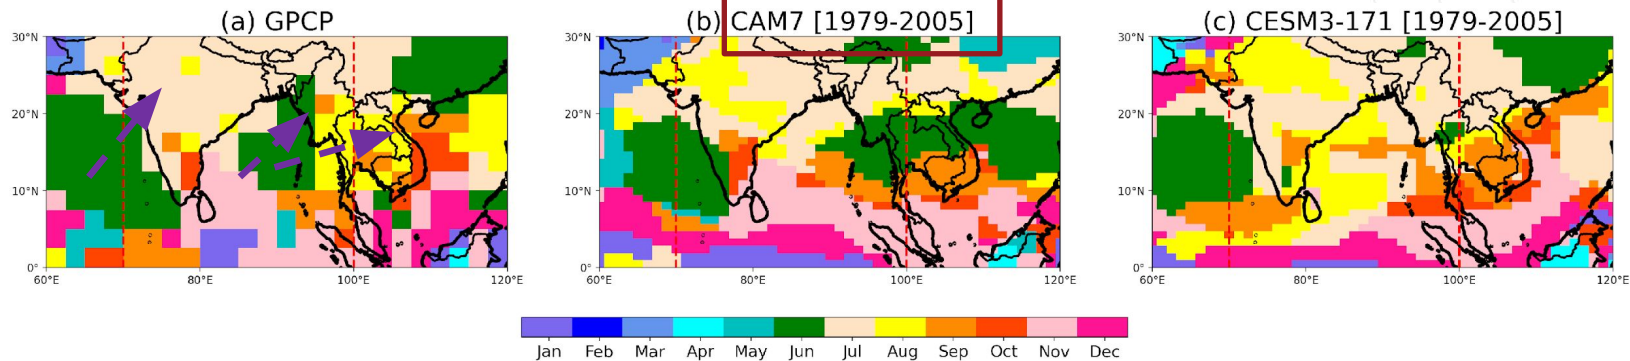 (a) GPCP
(b) CAM7 [1979-2005]
(c) CESM3-171 [1979-2005]
30°N
20°N
10°N
0°
60°E
80°E
100°E
120°E
30°N
20°N
10°N
0°
60°E
80°E
100°E
120°E
30°N
20°N
10°N
0°
60°E
80°E
100°E
120°E
Jan Feb Mar Apr May Jun Jul Aug Sep Oct Nov Dec